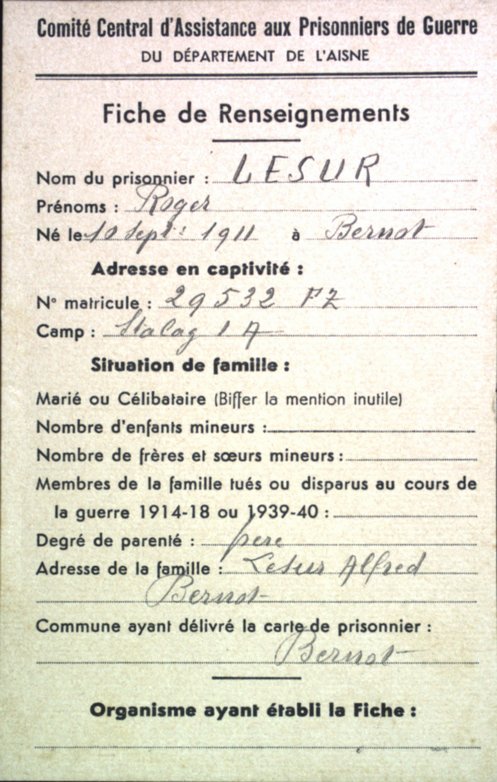 Comité Central d'Assistance aux Prisonniers de Guerre
DU DÉPARTEMENT DE L'AISNE
Fiche de Renseignements
Nom du prisonnier : LESUR
Prénoms : Roger
Né le 10 Sept: 1911 à Bernot
Adresse en captivité :
N° matricule : 29532 FZ
Camp : Stalag 1 A
Situation de famille :
Marié ou Célibataire (Biffer la mention inutile)
Nombre d'enfants mineurs :
Nombre de frères et sœurs mineurs :
Membres de la famille tués ou disparus au cours de
la guerre 1914-18 ou 1939-40 :
Degré de parenté : père
Adresse de la famille : Lesur Alfred
Bernot
Commune ayant délivré la carte de prisonnier :
Bernot
Organisme ayant établi la Fiche :